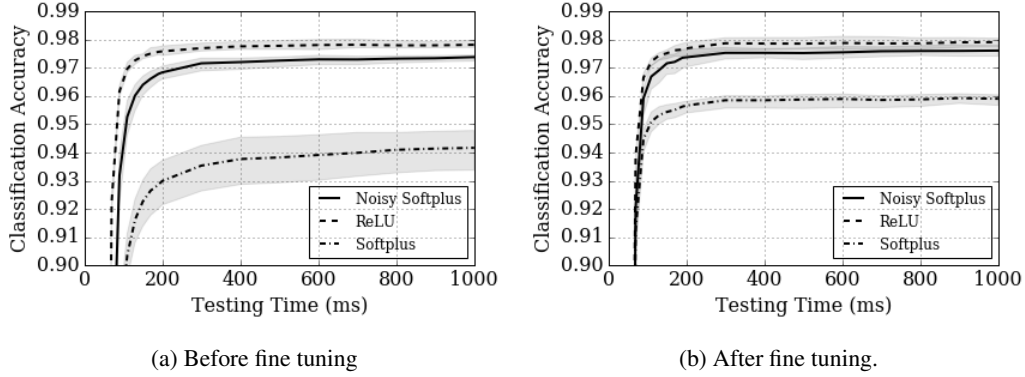 0.99
0.98
0.97
0.96
0.95
0.94
0.93
0.92
0.91
0.90
Classification Accuracy
0 200 400 600 800 1000
Testing Time (ms)
Noisy Softplus
ReLU
Softplus
(a) Before fine tuning
0.99
0.98
0.97
0.96
0.95
0.94
0.93
0.92
0.91
0.90
Classification Accuracy
0 200 400 600 800 1000
Testing Time (ms)
Noisy Softplus
ReLU
Softplus
(b) After fine tuning.